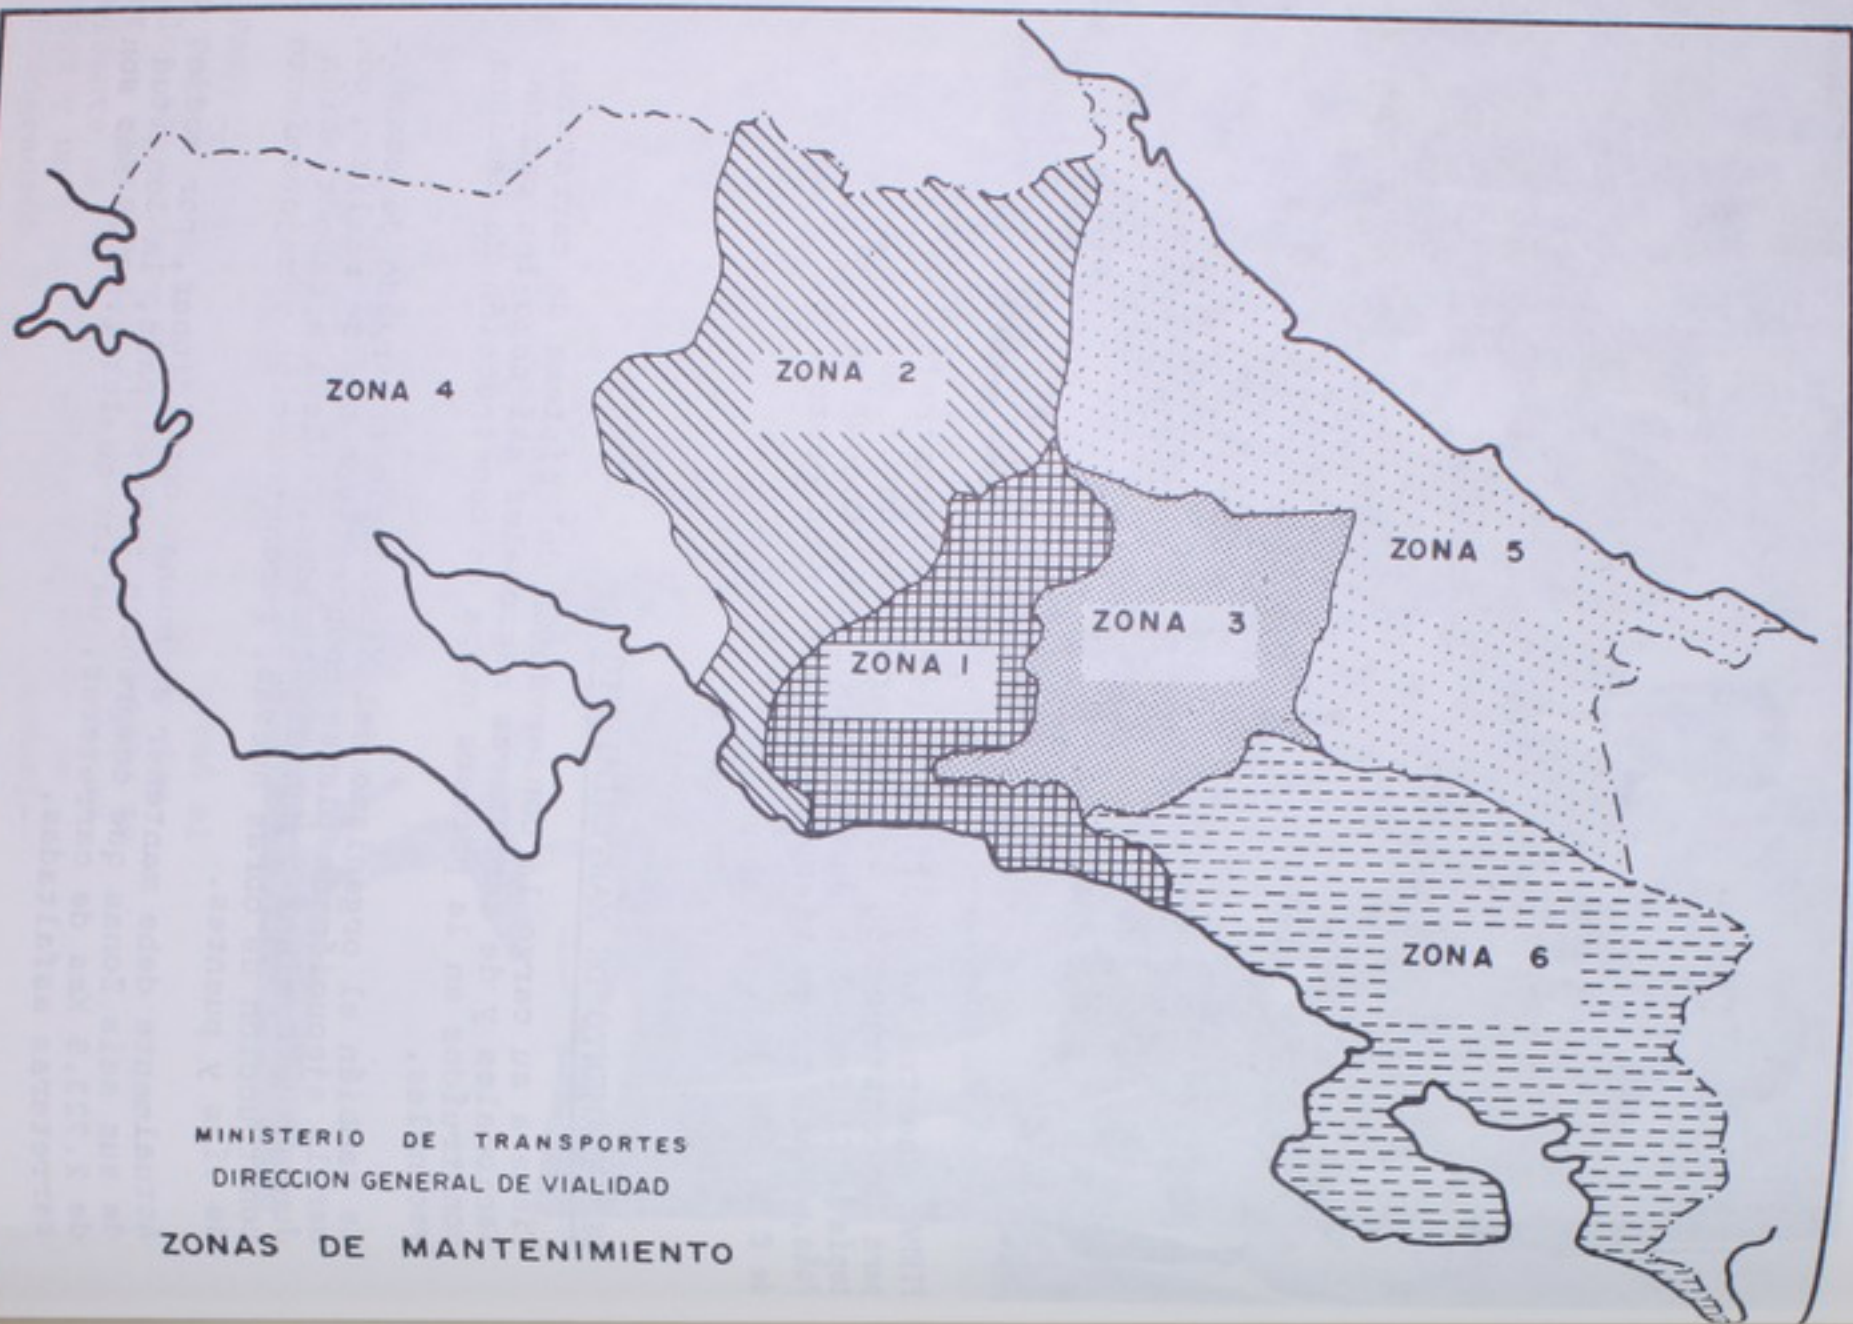 ZONA 4
ZONA 2
ZONA 5
ZONA 3
ZONA 1
ZONA 6
MINISTERIO DE TRANSPORTES
DIRECCION GENERAL DE VIALIDAD
ZONAS DE MANTENIMIENTO